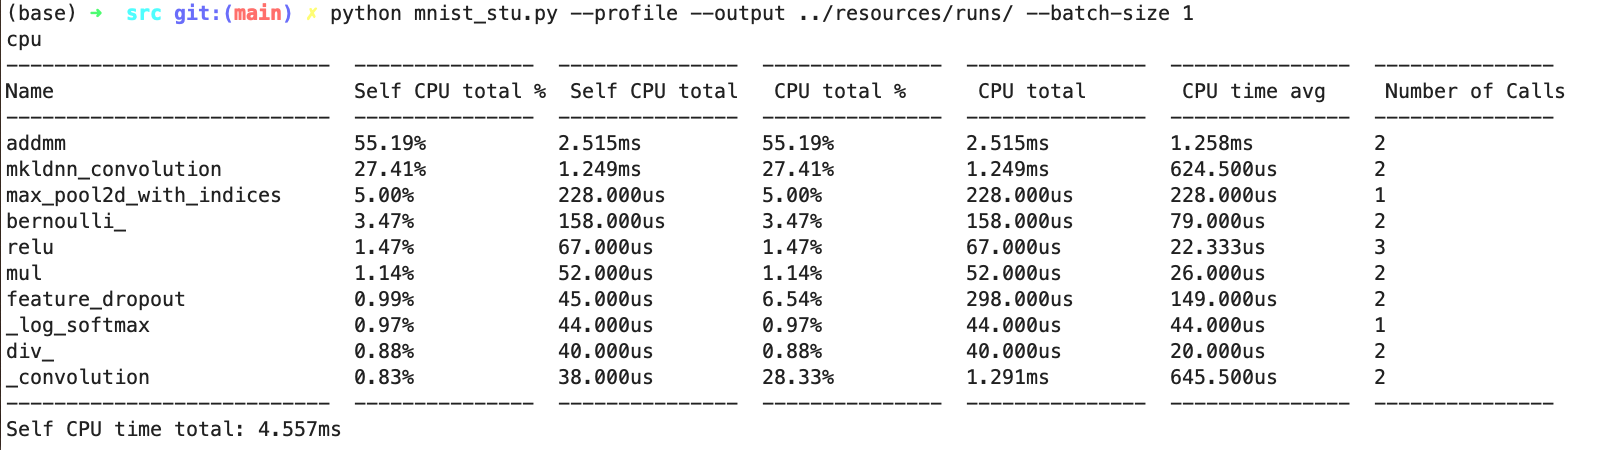 (base) ➜  src git:(main) ✗ python mnist_stu.py --profile --output ../resources/runs/ --batch-size 1
cpu
---------------------------  ---------------  ---------------  ---------------  ---------------  ---------------  ---------------
Name                         Self CPU total %  Self CPU total   CPU total %      CPU total        CPU time avg     Number of Calls
---------------------------  ---------------  ---------------  ---------------  ---------------  ---------------  ---------------
addmm                        55.19%           2.515ms          55.19%           2.515ms          1.258ms          2
mkldnn_convolution           27.41%           1.249ms          27.41%           1.249ms          624.500us        2
max_pool2d_with_indices      5.00%            228.000us        5.00%            228.000us        228.000us        1
bernoulli_                   3.47%            158.000us        3.47%            158.000us        79.000us         2
relu                         1.47%            67.000us         1.47%            67.000us         22.333us         3
mul                          1.14%            52.000us         1.14%            52.000us         26.000us         2
feature_dropout              0.99%            45.000us         6.54%            298.000us        149.000us        2
_log_softmax                 0.97%            44.000us         0.97%            44.000us         44.000us         1
div_                         0.88%            40.000us         0.88%            40.000us         20.000us         2
_convolution                 0.83%            38.000us         28.33%           1.291ms          645.500us        2
---------------------------  ---------------  ---------------  ---------------  ---------------  ---------------  ---------------
Self CPU time total: 4.557ms